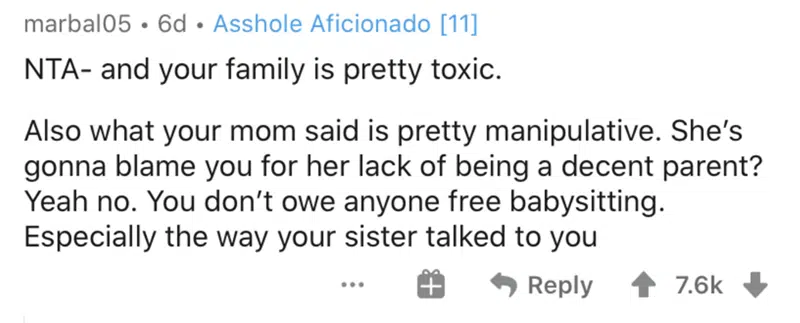 marbal05 • 6d • Asshole Aficionado [11]
NTA- and your family is pretty toxic.
Also what your mom said is pretty manipulative. She’s
gonna blame you for her lack of being a decent parent?
Yeah no. You don’t owe anyone free babysitting.
Especially the way your sister talked to you
... Reply 7.6k